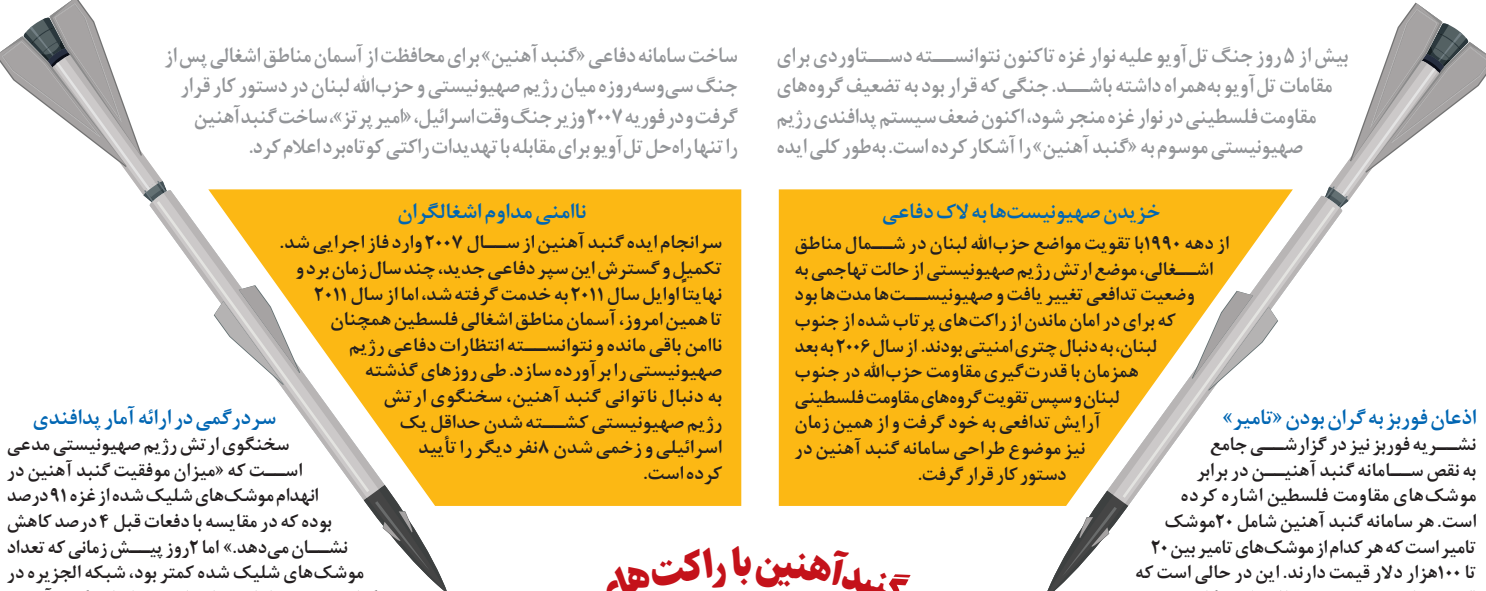 بیش از ۵ روز جنگ تل آویو علیه نوار غزه تاکنون نتوانسته دستاوردی برای
مقامات تل آویو به‌همراه داشته باشد. جنگی که قرار بود به تضعیف گروه‌های
مقاومت فلسطینی در نوار غزه منجر شود، اکنون ضعف سیستم پدافندی رژیم
صهیونیستی موسوم به «گنبد آهنین» را آشکار کرده است. به‌طور کلی ایده
ساخت سامانه دفاعی «گنبد آهنین» برای محافظت از آسمان مناطق اشغالی پس از
جنگ سی‌وسه‌روزه میان رژیم صهیونیستی و حزب‌الله لبنان در دستور کار قرار
گرفت و در فوریه ۲۰۰۷ وزیر جنگ وقت اسرائیل، «امیر پرتز»، ساخت گنبد آهنین
را تنها راه‌حل تل‌آویو برای مقابله با تهدیدات راکتی کوتاه‌برد اعلام کرد.
خزیدن صهیونیست‌ها به لاک دفاعی
از دهه ۱۹۹۰با تقویت مواضع حزب‌الله لبنان در شمال مناطق
اشغالی، موضع ارتش رژیم صهیونیستی از حالت تهاجمی به
وضعیت تدافعی تغییر یافت و صهیونیست‌ها مدت‌ها بود
که برای در امان ماندن از راکت‌های پرتاب شده از جنوب
لبنان، به دنبال چتری امنیتی بودند. از سال ۲۰۰۶ به بعد
همزمان با قدرت‌گیری مقاومت حزب‌الله در جنوب
لبنان و سپس تقویت گروه‌های مقاومت فلسطینی
آرایش تدافعی به خود گرفت و از همین زمان
نیز موضوع طراحی سامانه گنبد آهنین در
دستور کار قرار گرفت.
ناامنی مداوم اشغالگران
سرانجام ایده گنبد آهنین از سال ۲۰۰۷ وارد فاز اجرایی شد.
تکمیل و گسترش این سپر دفاعی جدید، چند سال زمان برد و
نهایتاً اوایل سال ۲۰۱۱ به خدمت گرفته شد، اما از سال ۲۰۱۱
تا همین امروز، آسمان مناطق اشغالی فلسطین همچنان
ناامن باقی مانده و نتوانسته انتظارات دفاعی رژیم
صهیونیستی را برآورده سازد. طی روزهای گذشته
به دنبال ناتوانی گنبد آهنین، سخنگوی ارتش
رژیم صهیونیستی کشته شدن حداقل یک
اسرائیلی و زخمی شدن ۸نفر دیگر را تأیید
کرده است.
اذعان فوربز به گران بودن «تامیر»
نشریه فوربز نیز در گزارشی جامع
به نقص سامانه گنبد آهنین در برابر
موشک‌های مقاومت فلسطین اشاره کرده
است. هر سامانه گنبد آهنین شامل ۲۰موشک
تامیر است که هر کدام از موشک‌های تامیر بین ۲۰
تا ۱۰۰هزار دلار قیمت دارند. این در حالی است که
سردرگمی در ارائه آمار پدافندی
سخنگوی ارتش رژیم صهیونیستی مدعی
است که «میزان موفقیت گنبد آهنین در
انهدام موشک‌های شلیک شده از غزه ۹۱ درصد
بوده که در مقایسه با دفعات قبل ۴ درصد کاهش
نشان می‌دهد.» اما ۲روز پیش زمانی که تعداد
موشک‌های شلیک شده کمتر بود، شبکه الجزیره در
گنبد آهنین با راکت‌های